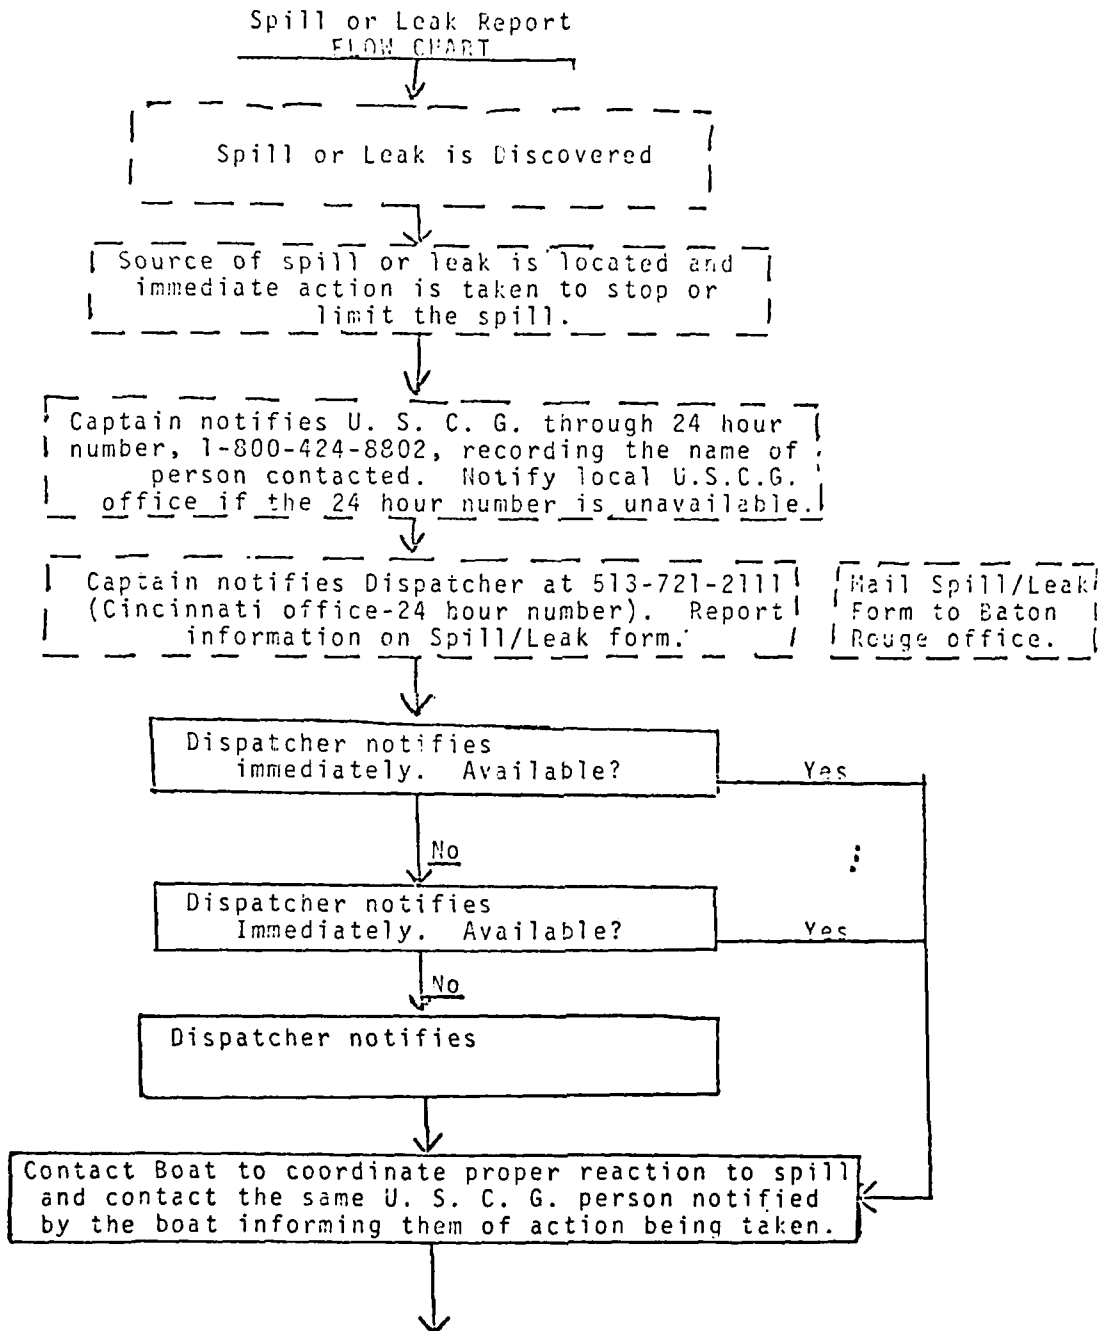 Spill or Leak Report
FLOW CHART
Spill or Leak is Discovered
Source of spill or leak is located and
immediate action is taken to stop or
limit the spill.
Captain notifies U. S. C. G. through 24 hour
number, 1-800-424-8802, recording the name of
person contacted. Notify local U.S.C.G.
office if the 24 hour number is unavailable.
Captain notifies Dispatcher at 513-721-2111
(Cincinnati office-24 hour number). Report
information on Spill/Leak form.
Mail Spill/Leak
Form to Baton
Rouge office.
Dispatcher notifies
immediately. Available?
Yes
No
Dispatcher notifies
Immediately. Available?
Yes
No
Dispatcher notifies
Contact Boat to coordinate proper reaction to spill
and contact the same U. S. C. G. person notified
by the boat informing them of action being taken.